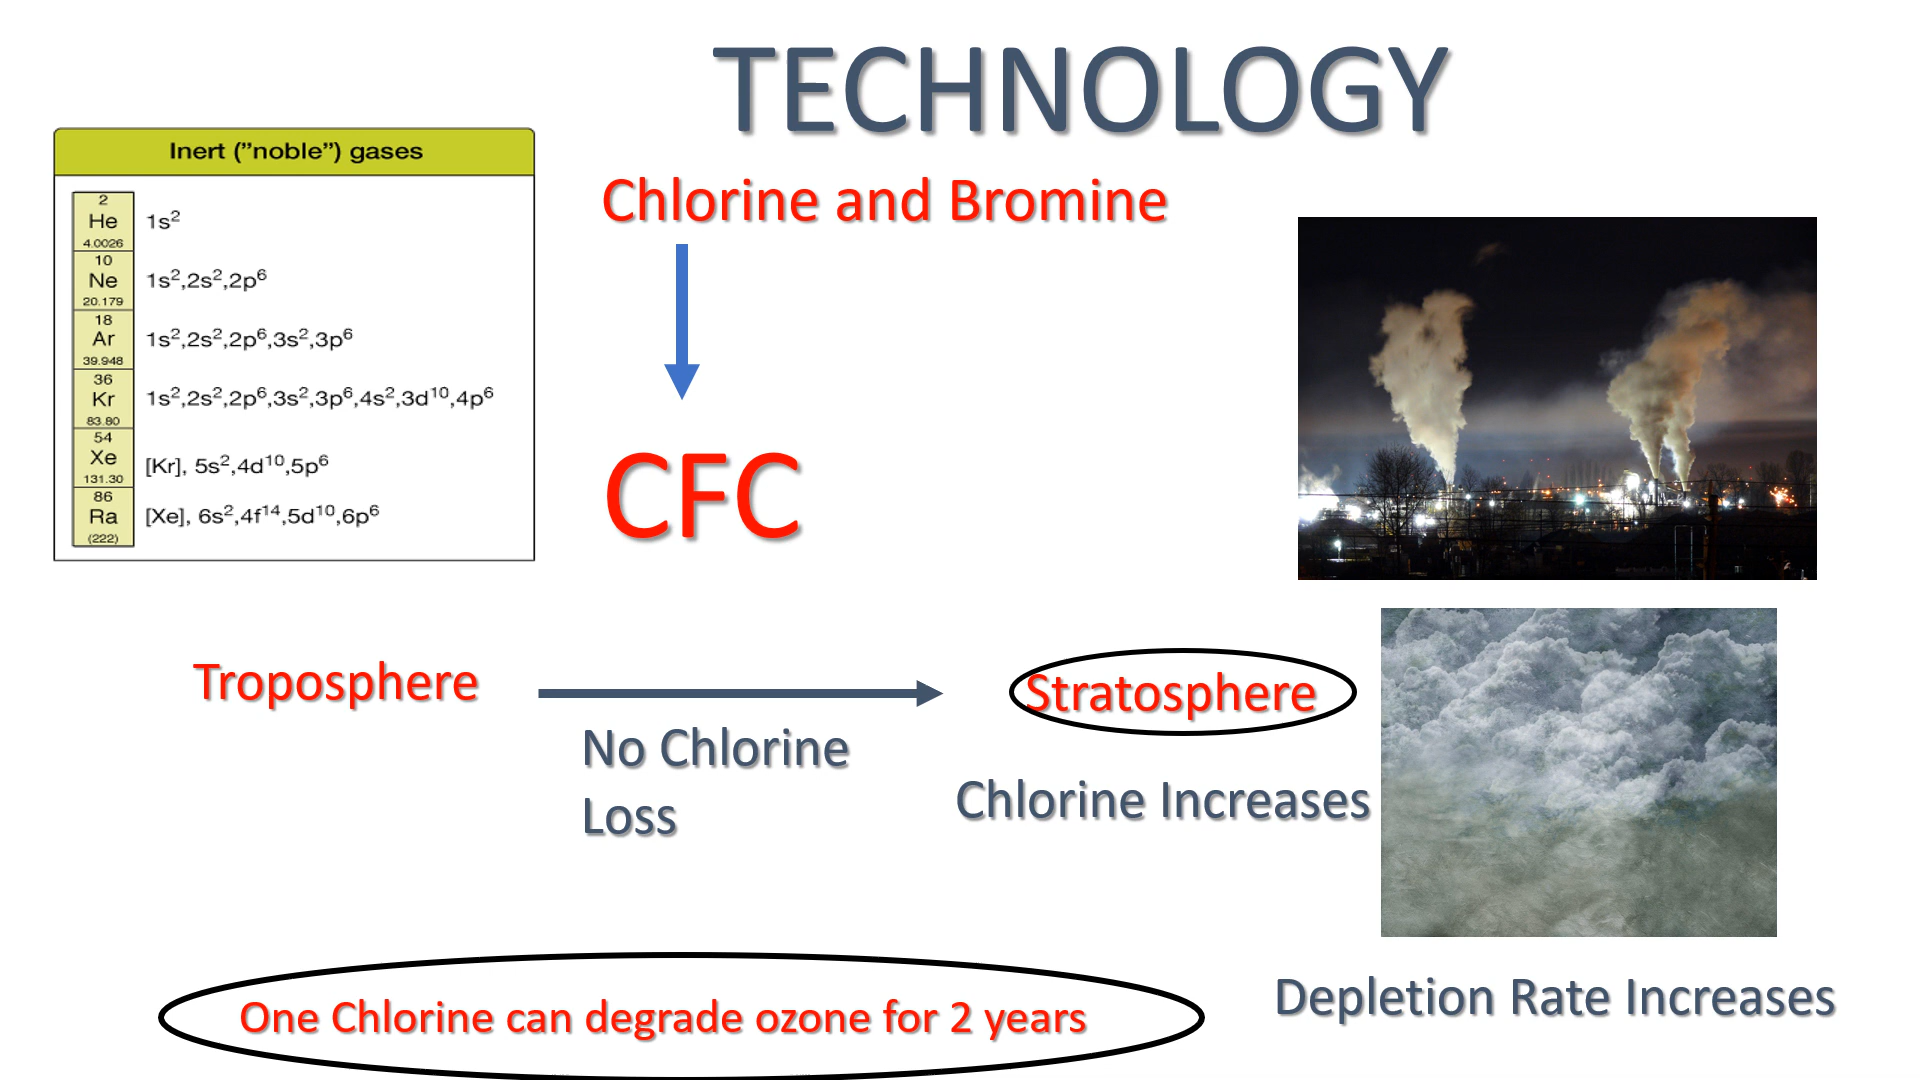 TECHNOLOGY
Inert (”noble”) gases
2
He
4.0026
1s²
10
Ne
20.179
1s²,2s²,2p⁶
18
Ar
39.948
1s²,2s²,2p⁶,3s²,3p⁶
36
Kr
83.80
1s²,2s²,2p⁶,3s²,3p⁶,4s²,3d¹⁰,4p⁶
54
Xe
131.30
[Kr], 5s²,4d¹⁰,5p⁶
86
Ra
(222)
[Xe], 6s²,4f¹⁴,5d¹⁰,6p⁶
Chlorine and Bromine
CFC
Troposphere
No Chlorine
Loss
Stratosphere
Chlorine Increases
One Chlorine can degrade ozone for 2 years
Depletion Rate Increases